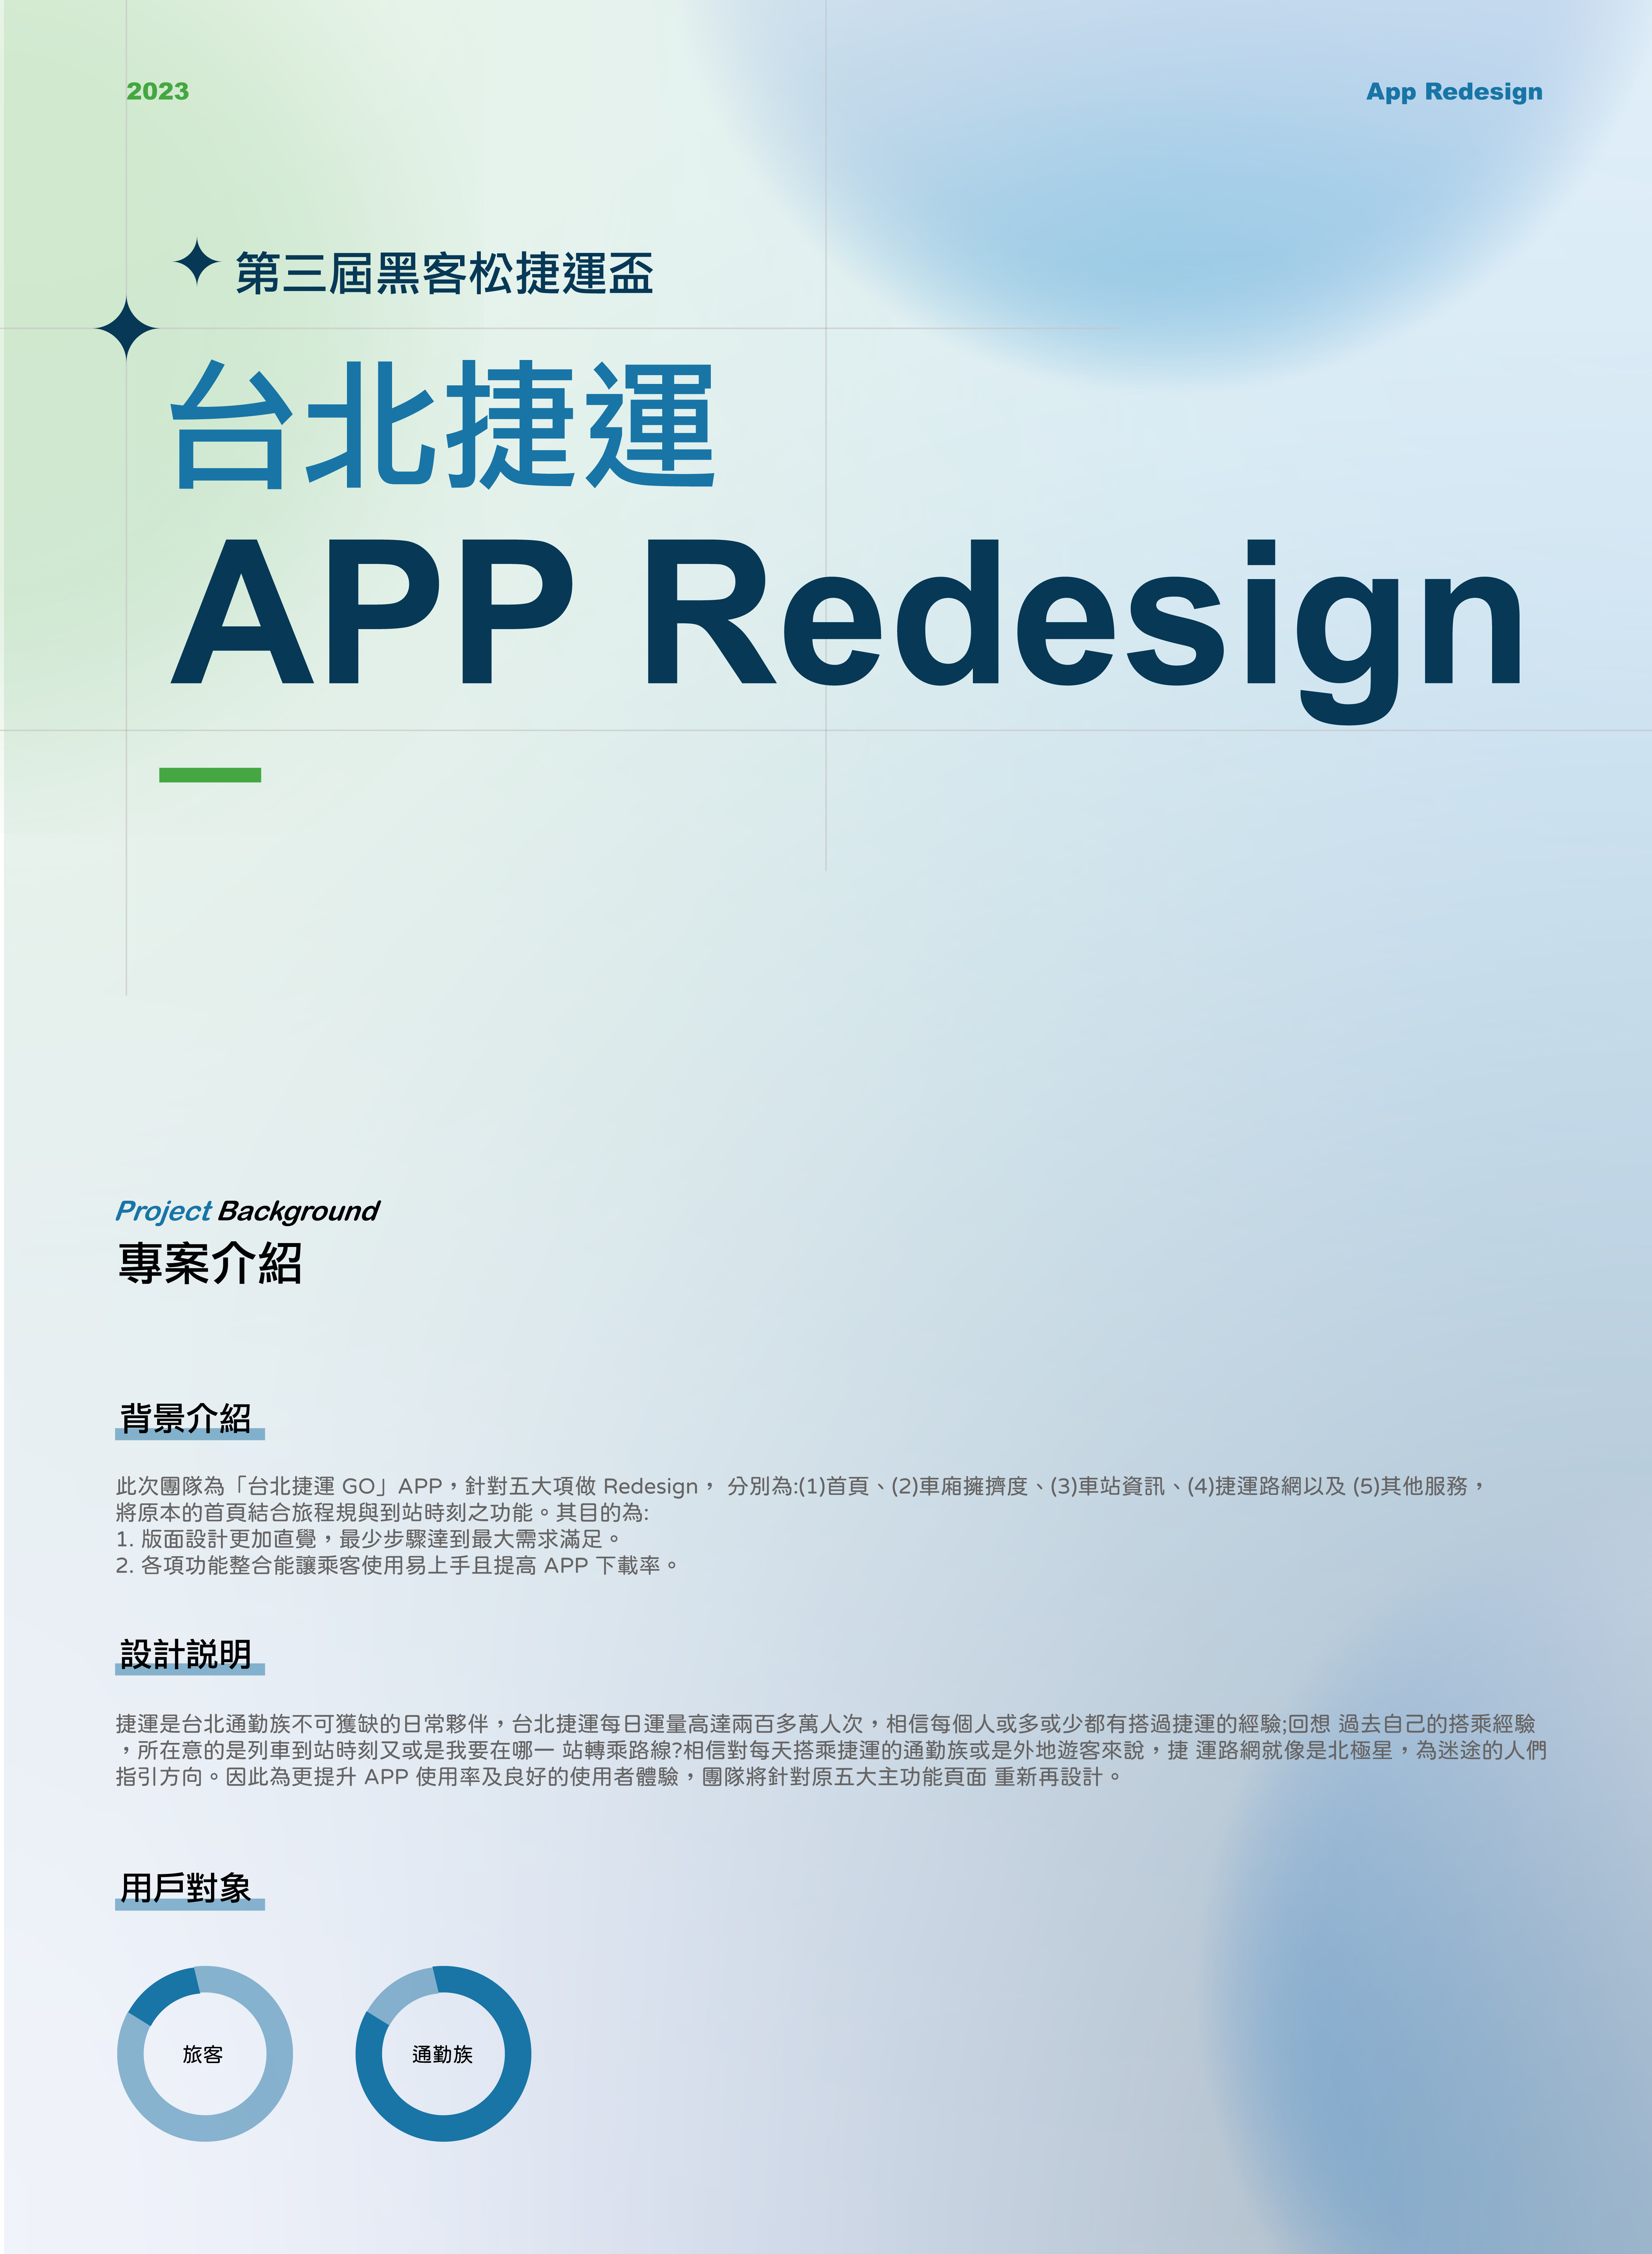 2023
App Redesign
第三屆黑客松捷運盃
台北捷運
APP Redesign
Project Background
專案介紹
背景介紹
此次團隊為「台北捷運 GO」APP，針對五大項做 Redesign， 分別為:(1)首頁、(2)車廂擁擠度、(3)車站資訊、(4)捷運路網以及 (5)其他服務，
將原本的首頁結合旅程規與到站時刻之功能。其目的為:
1. 版面設計更加直覺，最少步驟達到最大需求滿足。
2. 各項功能整合能讓乘客使用易上手且提高 APP 下載率。
設計説明
捷運是台北通勤族不可獲缺的日常夥伴，台北捷運每日運量高達兩百多萬人次，相信每個人或多或少都有搭過捷運的經驗;回想 過去自己的搭乘經驗
，所在意的是列車到站時刻又或是我要在哪一 站轉乘路線?相信對每天搭乘捷運的通勤族或是外地遊客來說，捷 運路網就像是北極星，為迷途的人們
指引方向。因此為更提升 APP 使用率及良好的使用者體驗，團隊將針對原五大主功能頁面 重新再設計。
用戶對象
旅客
通勤族